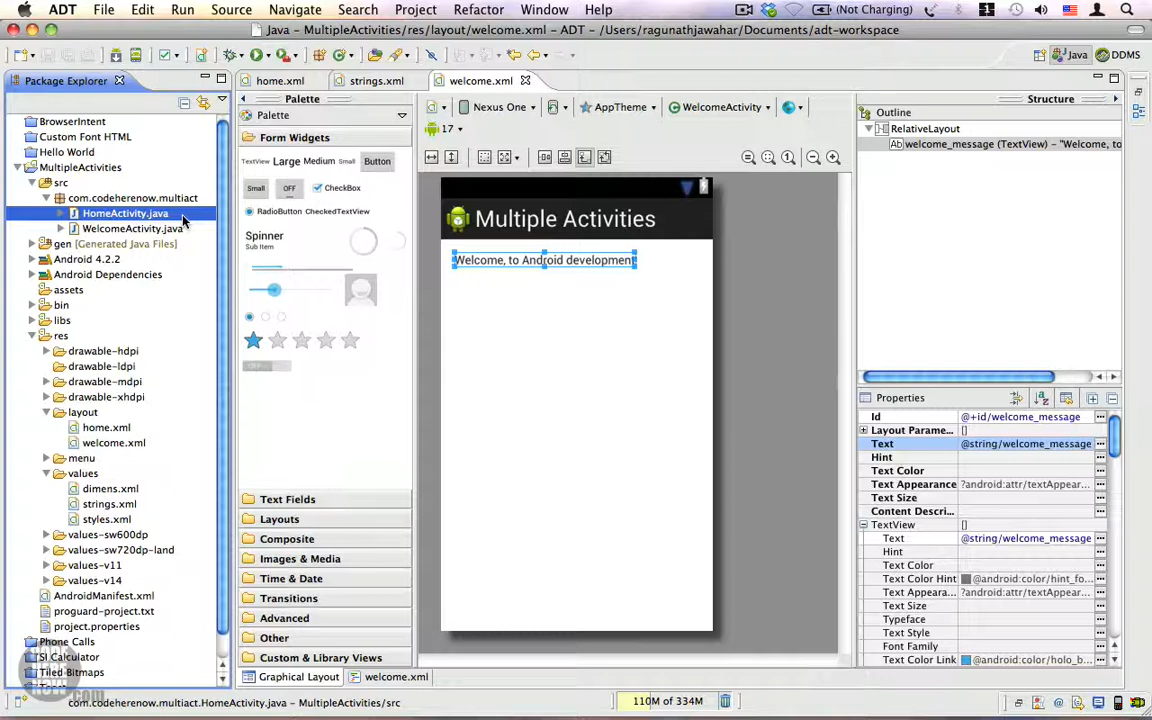 ADT File Edit Run Source Navigate Search Project Refactor Window Help (Not Charging) 1
Java - MultipleActivities/res/layout/welcome.xml - ADT - /Users/ragunathjawahar/Documents/adt-workspace
Java DDMS
Package Explorer
home.xml strings.xml welcome.xml
BrowserIntent
Custom Font HTML
Hello World
MultipleActivities
src
com.codeherenow.multiact
HomeActivity.java
WelcomeActivity.java
gen [Generated Java Files]
Android 4.2.2
Android Dependencies
assets
bin
libs
res
drawable-hdpi
drawable-ldpi
drawable-mdpi
drawable-xhdpi
layout
home.xml
welcome.xml
menu
values
dimens.xml
strings.xml
styles.xml
values-sw600dp
values-sw720dp-land
values-v11
values-v14
AndroidManifest.xml
proguard-project.txt
project.properties
Phone Calls
SI Calculator
Tiled-Bitmaps
Palette
Palette
Form Widgets
TextView Large Medium Small Button
Small OFF CheckBox
RadioButton CheckedTextView
Spinner
Sub Item
OFF
Text Fields
Layouts
Composite
Images & Media
Time & Date
Transitions
Advanced
Other
Custom & Library Views
Nexus One AppTheme WelcomeActivity
17
Multiple Activities
Welcome, to Android development
Graphical Layout welcome.xml
Structure
Outline
RelativeLayout
Ab welcome_message (TextView) - "Welcome, to
Properties
Id @+id/welcome_message
Layout Parame... []
Text @string/welcome_message
Hint
Text Color
Text Appearance ?android:attr/textAppear...
Text Size
Content Descri...
TextView []
Text @string/welcome_message
Hint
Text Color
Text Color Hint @android:color/hint_fo...
Text Appeara... ?android:attr/textAppear...
Text Size
Typeface
Text Style
Font Family
Text Color Link @android:color/holo_b...
com.codeherenow.multiact.HomeActivity.java - MultipleActivities/src
110M of 334M